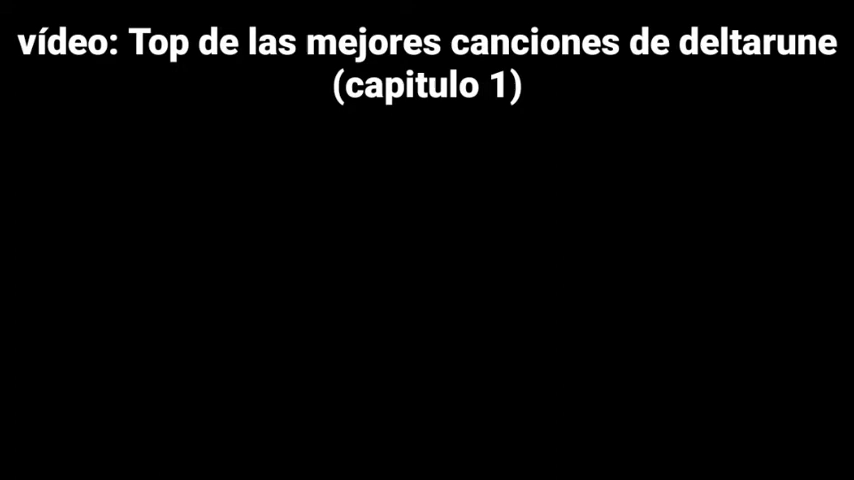 vídeo: Top de las mejores canciones de deltarune
(capitulo 1)